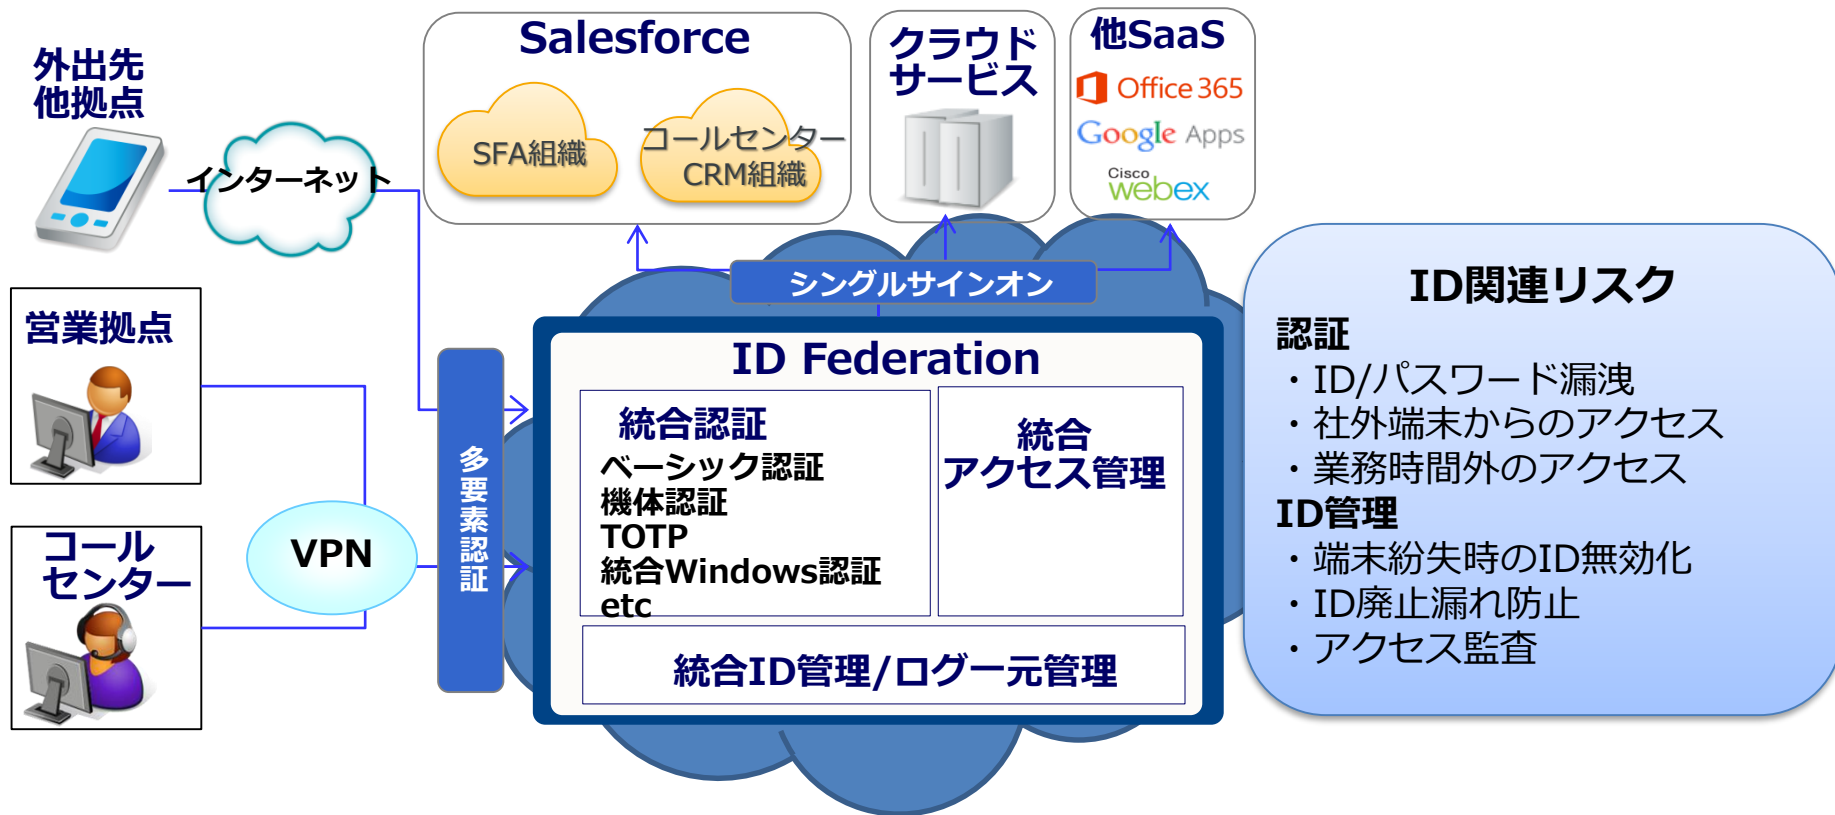 外出先
他拠点
インターネット
営業拠点
コール
センター
VPN
多要素認証
Salesforce
SFA組織
コールセンター
CRM組織
クラウド
サービス
他SaaS
Office 365
Google Apps
Cisco
webex
シングルサインオン
ID Federation
統合認証
ベーシック認証
機体認証
TOTP
統合Windows認証
etc
統合
アクセス管理
統合ID管理/ログ一元管理
ID関連リスク
認証
・ID/パスワード漏洩
・社外端末からのアクセス
・業務時間外のアクセス
ID管理
・端末紛失時のID無効化
・ID廃止漏れ防止
・アクセス監査